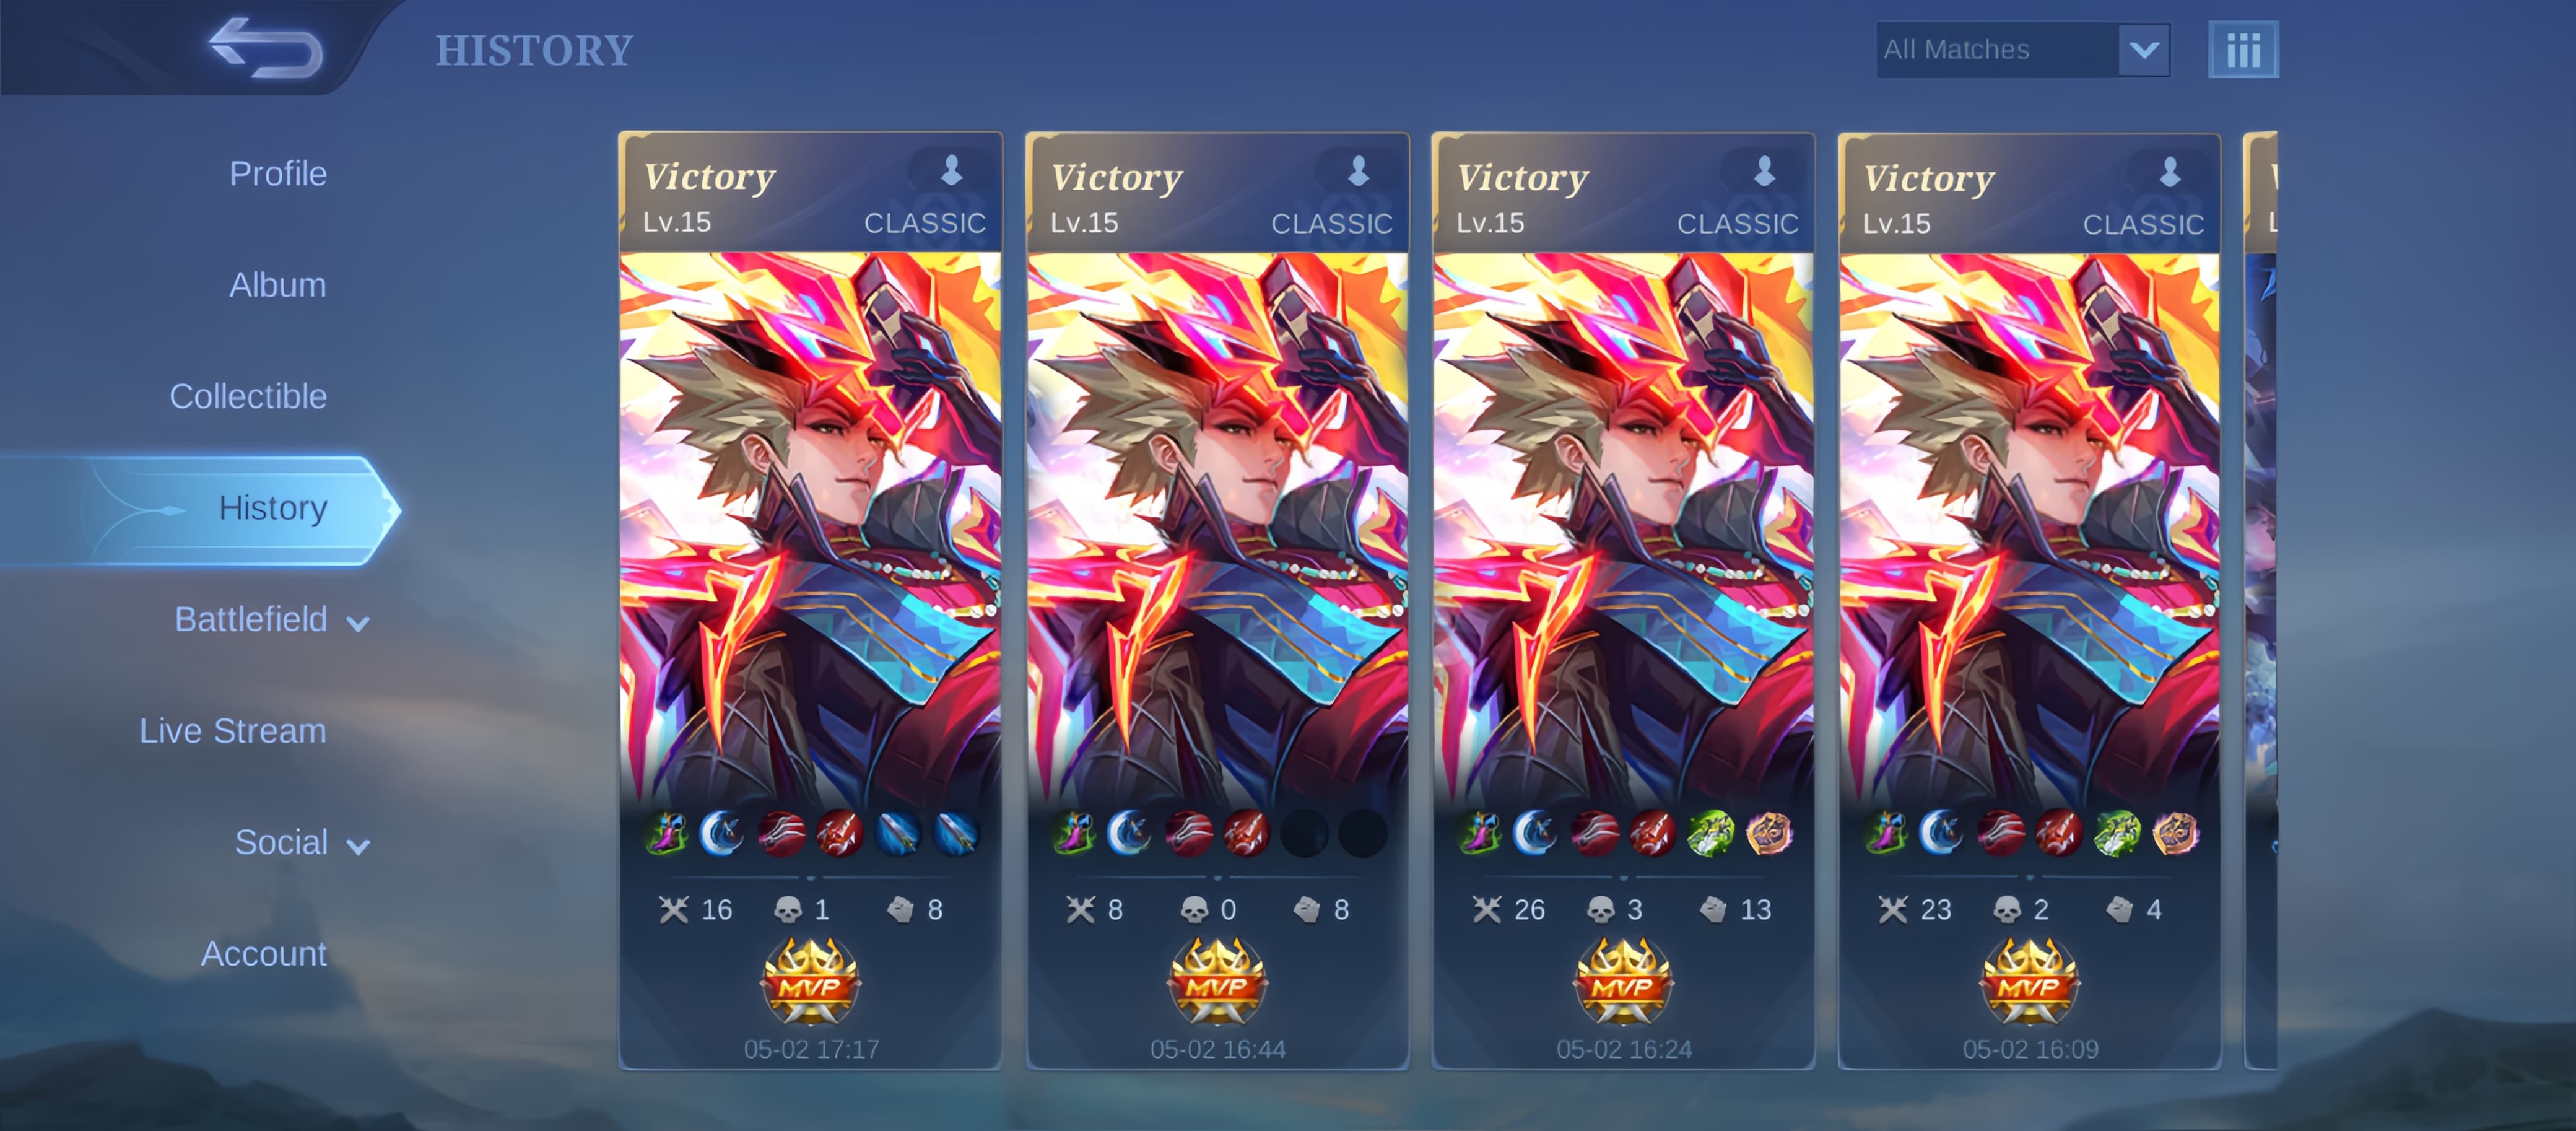 HISTORY
All Matches
Profile
Album
Collectible
History
Battlefield
Live Stream
Social
Account
Victory
Lv.15 CLASSIC
16 1 8
MVP
05-02 17:17
Victory
Lv.15 CLASSIC
8 0 8
MVP
05-02 16:44
Victory
Lv.15 CLASSIC
26 3 13
MVP
05-02 16:24
Victory
Lv.15 CLASSIC
23 2 4
MVP
05-02 16:09